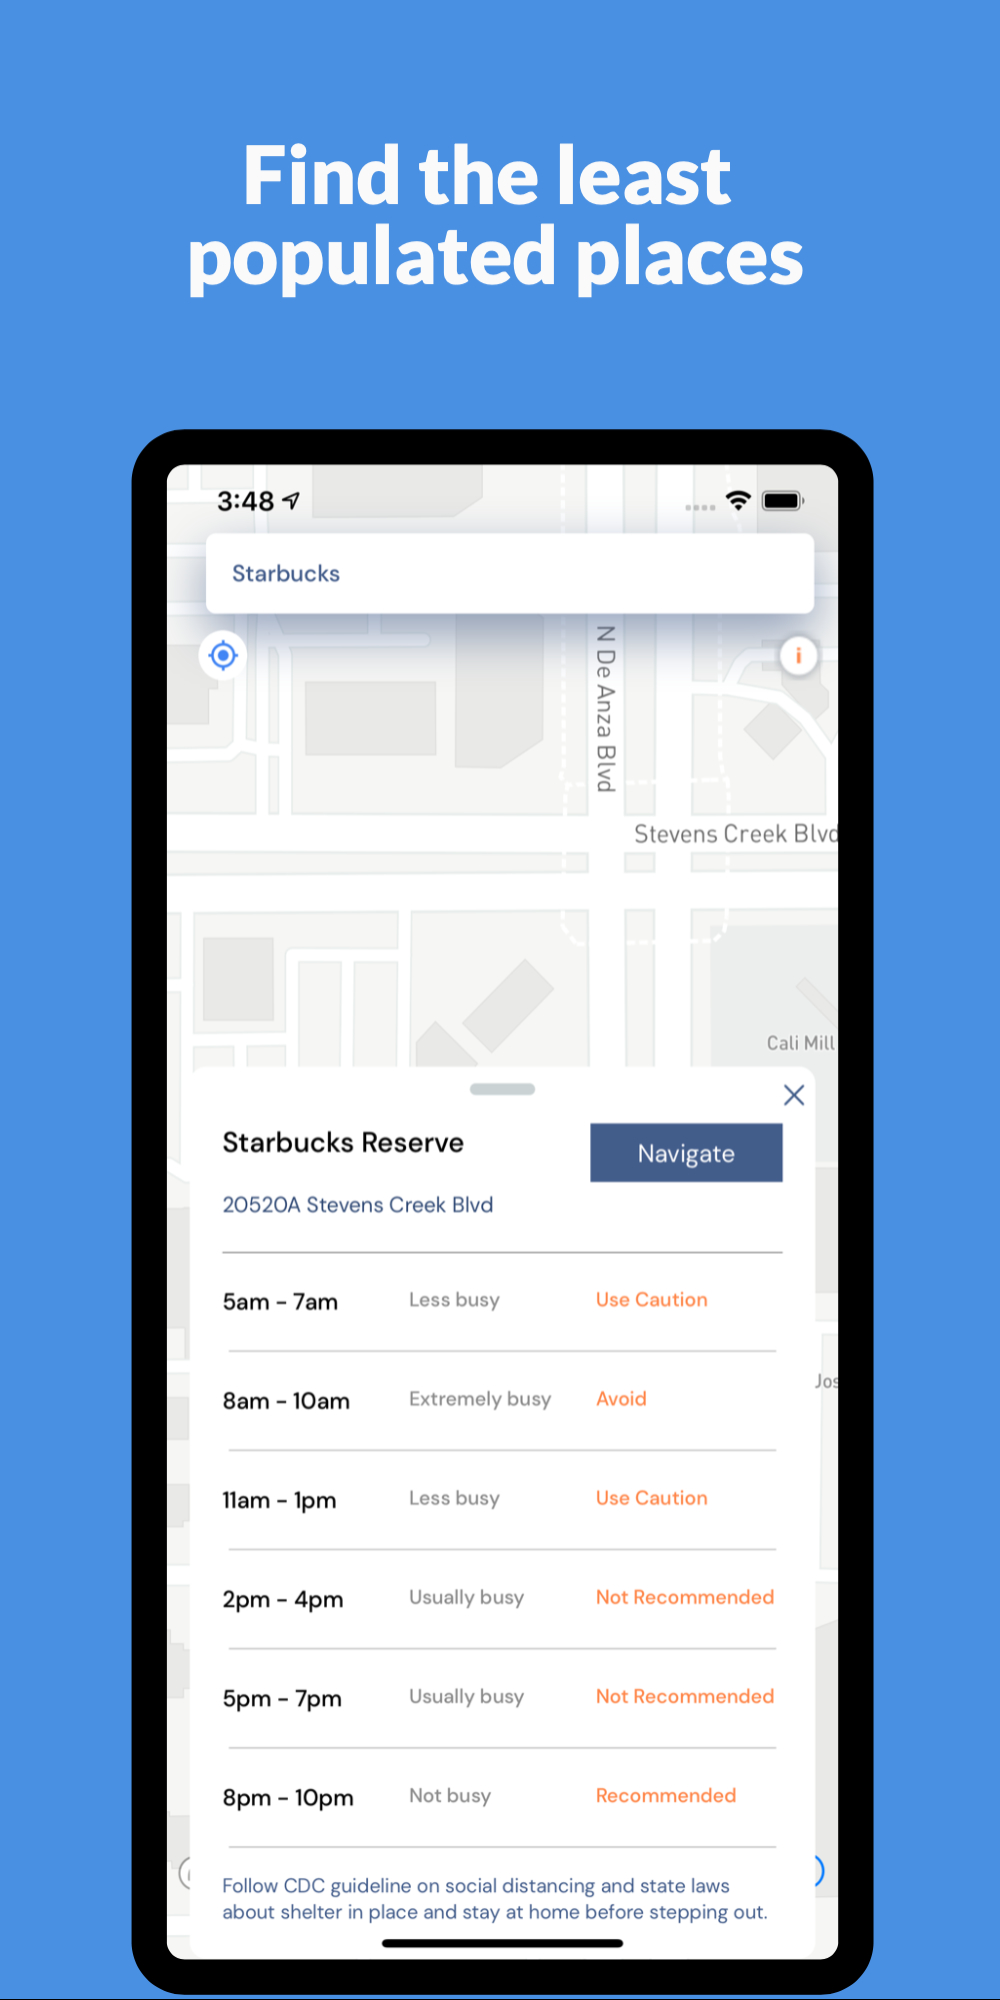 Find the least
populated places
3:48
Starbucks
N De Anza Blvd
Stevens Creek Blvd
Cali Mill
Starbucks Reserve
Navigate
20520A Stevens Creek Blvd
5am - 7am Less busy Use Caution
8am - 10am Extremely busy Avoid
11am - 1pm Less busy Use Caution
2pm - 4pm Usually busy Not Recommended
5pm - 7pm Usually busy Not Recommended
8pm - 10pm Not busy Recommended
Follow CDC guideline on social distancing and state laws
about shelter in place and stay at home before stepping out.